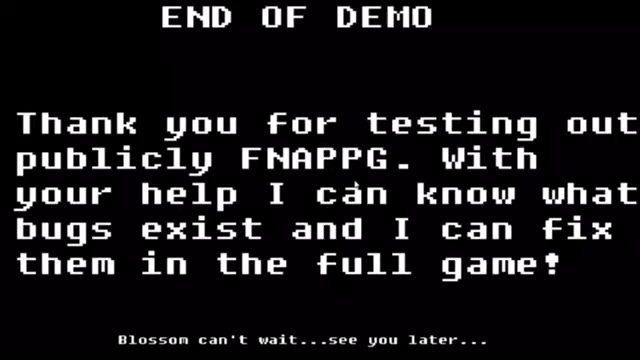 END OF DEMO
Thank you for testing out
publicly FNAPPG. With
your help I can know what
bugs exist and I can fix
them in the full game!
Blossom can't wait...see you later...